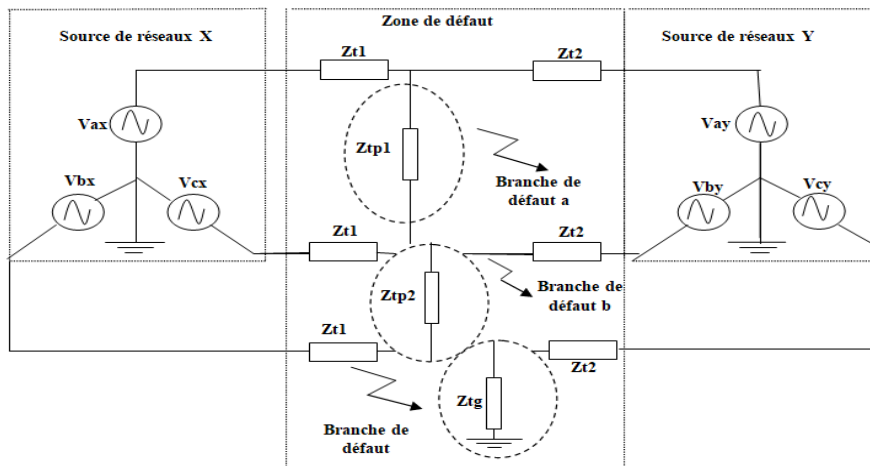 Zone de défaut
Source de réseaux X
Source de réseaux Y
Zt1
Zt2
Vax
Vay
Ztp1
Branche de
défaut a
Vbx
Vcx
Vby
Vcy
Zt1
Zt2
Ztp2
Branche de
défaut b
Zt1
Zt2
Ztg
Branche de
défaut